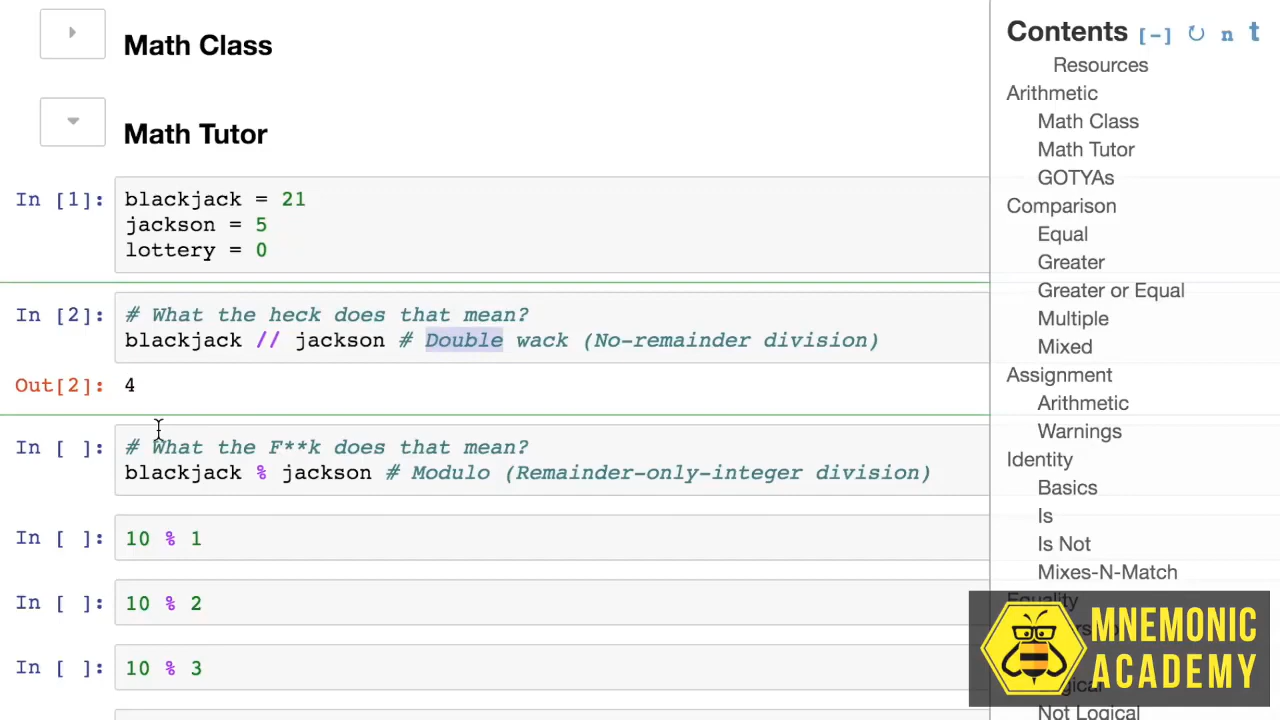 Math Class
Math Tutor
In [1]:
blackjack = 21
jackson = 5
lottery = 0
In [2]:
# What the heck does that mean?
blackjack // jackson # Double wack (No-remainder division)
Out[2]:
4
In [ ]:
# What the F**k does that mean?
blackjack % jackson # Modulo (Remainder-only-integer division)
In [ ]:
10 % 1
In [ ]:
10 % 2
In [ ]:
10 % 3
Contents [-] n t
Resources
Arithmetic
Math Class
Math Tutor
GOTYAs
Comparison
Equal
Greater
Greater or Equal
Multiple
Mixed
Assignment
Arithmetic
Warnings
Identity
Basics
Is
Is Not
Mixes-N-Match
Equality
Not Logical
MNEMONIC
ACADEMY